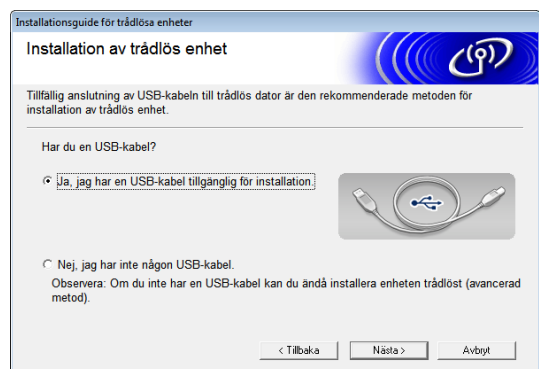 Installationsguide för trådlösa enheter
Installation av trådlös enhet
Tillfällig anslutning av USB-kabeln till trådlös dator är den rekommenderade metoden för
installation av trådlös enhet.
Har du en USB-kabel?
Ja, jag har en USB-kabel tillgänglig för installation.
Nej, jag har inte någon USB-kabel.
Observera: Om du inte har en USB-kabel kan du ändå installera enheten trådlöst (avancerad
metod).
< Tillbaka
Nästa >
Avbryt